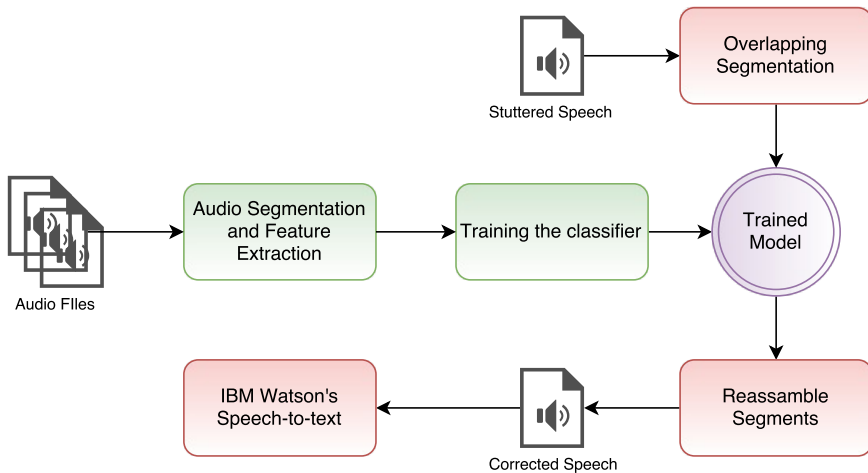 Overlapping
Segmentation
Stuttered Speech
Audio Segmentation
and Feature
Extraction
Training the classifier
Trained
Model
Audio FIles
IBM Watson's
Speech-to-text
Reassamble
Segments
Corrected Speech